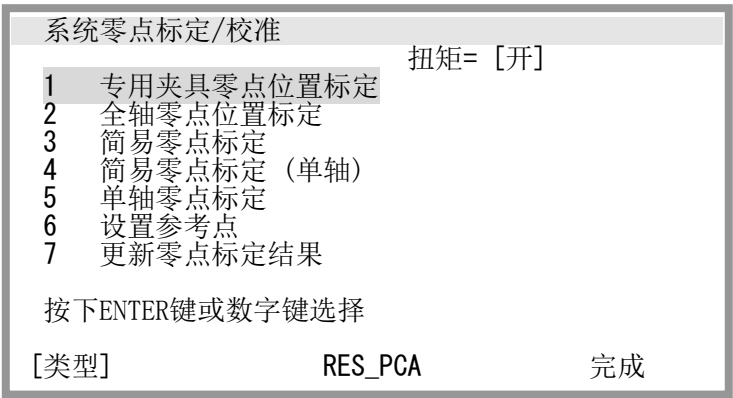 系统零点标定/校准
扭矩= [开]
1 专用夹具零点位置标定
2 全轴零点位置标定
3 简易零点标定
4 简易零点标定 (单轴)
5 单轴零点标定
6 设置参考点
7 更新零点标定结果
按下ENTER键或数字键选择
[类型] RES_PCA 完成